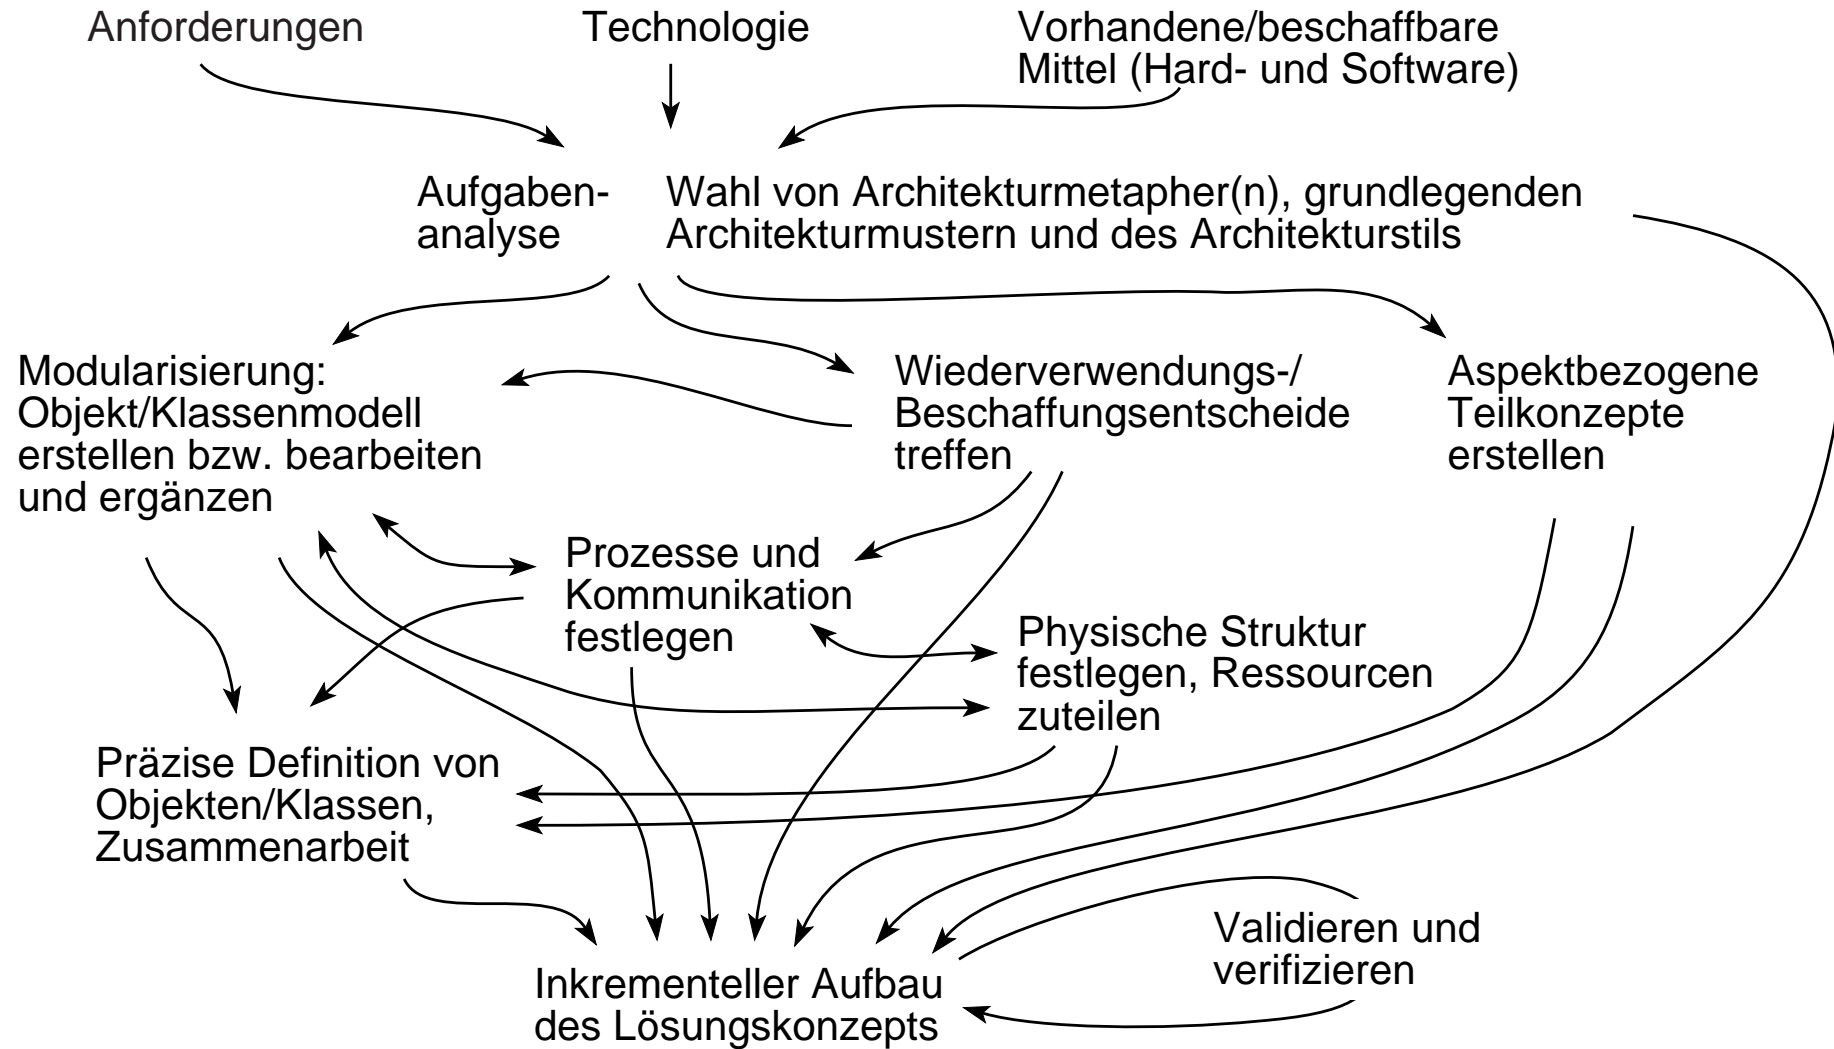 Anforderungen
Technologie
Vorhandene/beschaffbare
Mittel (Hard- und Software)
Aufgaben-
analyse
Wahl von Architekturmetapher(n), grundlegenden
Architekturmustern und des Architekturstils
Modularisierung:
Objekt/Klassenmodell
erstellen bzw. bearbeiten
und ergänzen
Wiederverwendungs-/
Beschaffungsentscheide
treffen
Aspektbezogene
Teilkonzepte
erstellen
Prozesse und
Kommunikation
festlegen
Physische Struktur
festlegen, Ressourcen
zuteilen
Präzise Definition von
Objekten/Klassen,
Zusammenarbeit
Validieren und
verifizieren
Inkrementeller Aufbau
des Lösungskonzepts